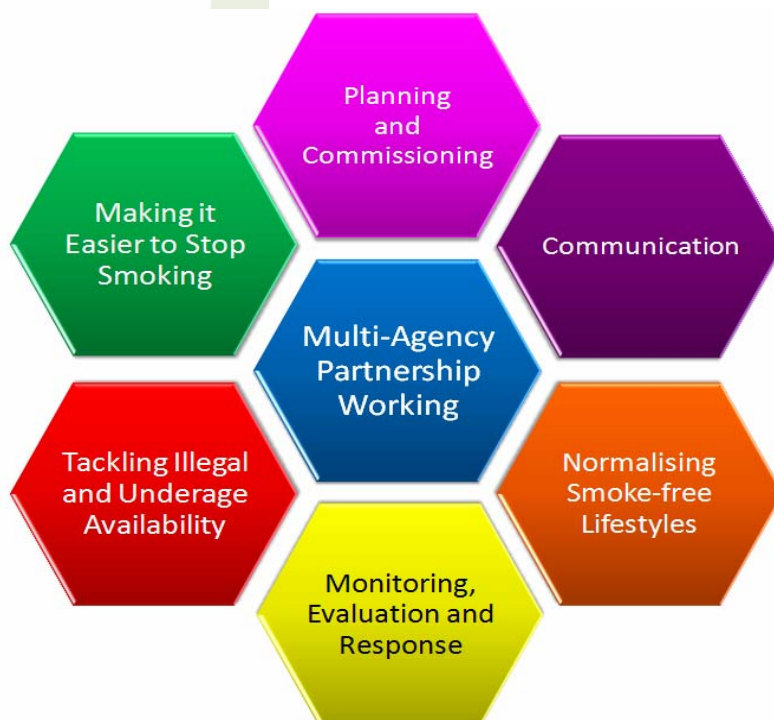 Planning
and
Commissioning
Making it
Easier to Stop
Smoking
Communication
Multi-Agency
Partnership
Working
Tackling Illegal
and Underage
Availability
Normalising
Smoke-free
Lifestyles
Monitoring,
Evaluation and
Response